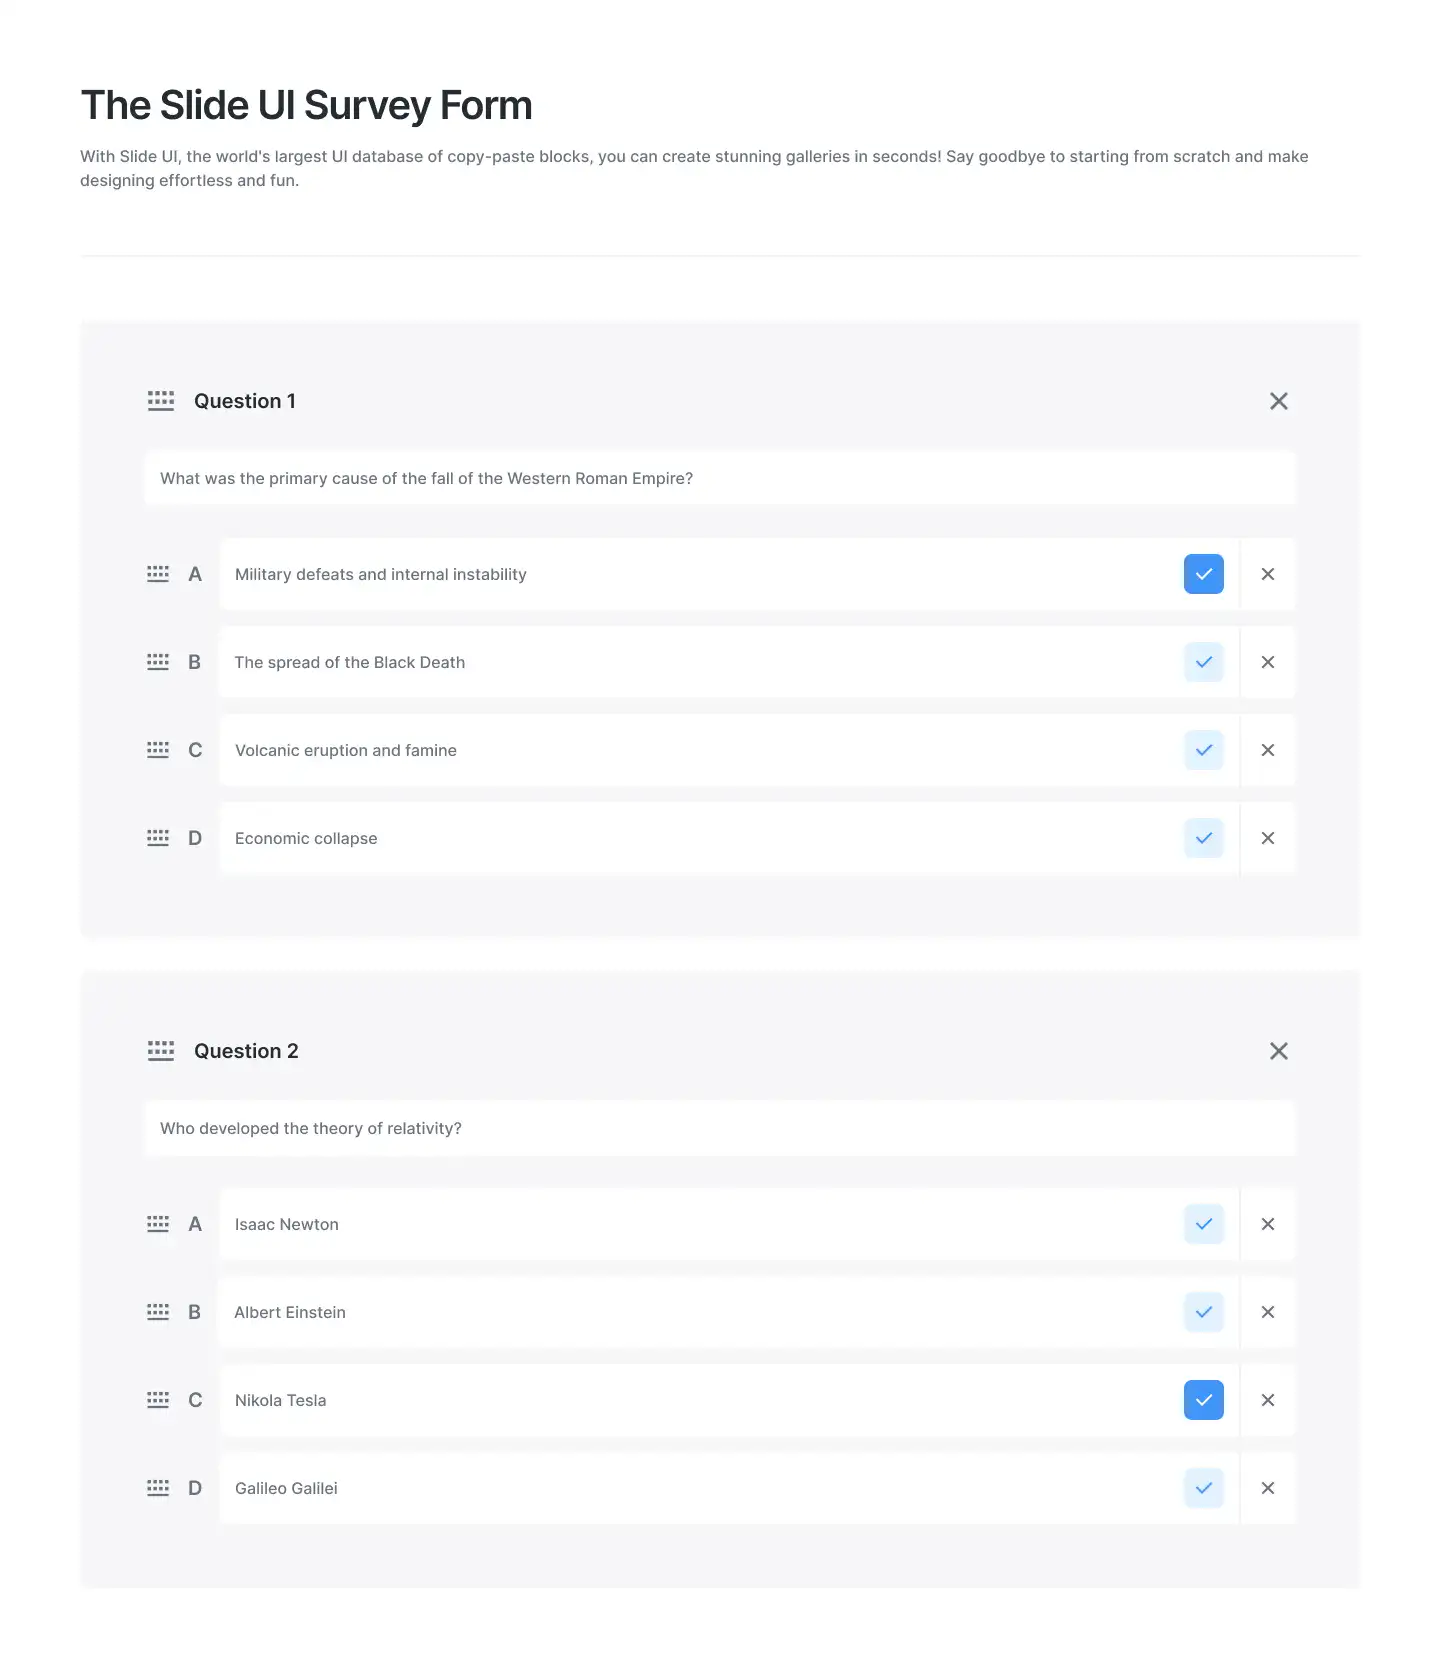 The Slide UI Survey Form
With Slide UI, the world's largest UI database of copy-paste blocks, you can create stunning galleries in seconds! Say goodbye to starting from scratch and make
designing effortless and fun.
Question 1
What was the primary cause of the fall of the Western Roman Empire?
A Military defeats and internal instability
B The spread of the Black Death
C Volcanic eruption and famine
D Economic collapse
Question 2
Who developed the theory of relativity?
A Isaac Newton
B Albert Einstein
C Nikola Tesla
D Galileo Galilei